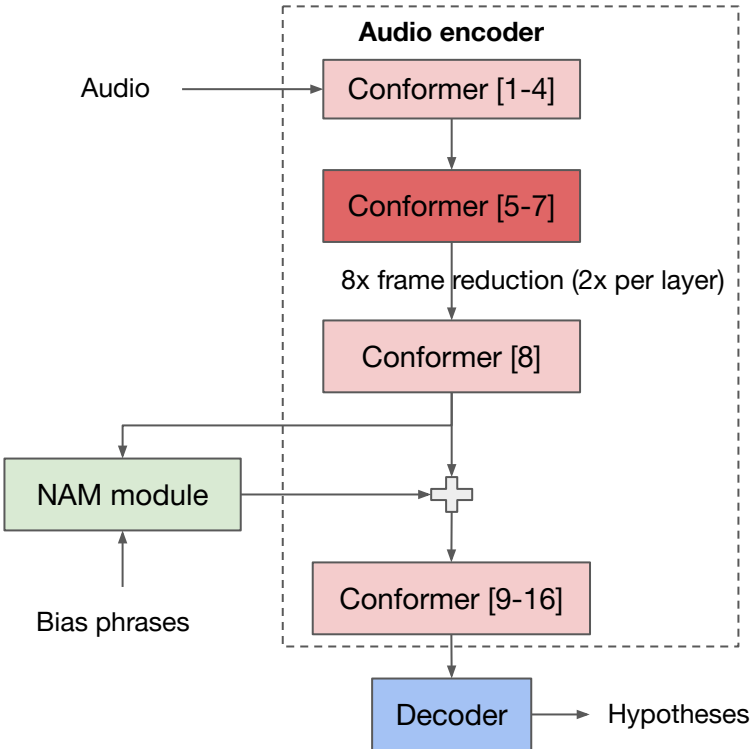 Audio encoder
Audio
Conformer [1-4]
Conformer [5-7]
8x frame reduction (2x per layer)
Conformer [8]
NAM module
Conformer [9-16]
Bias phrases
Decoder
Hypotheses